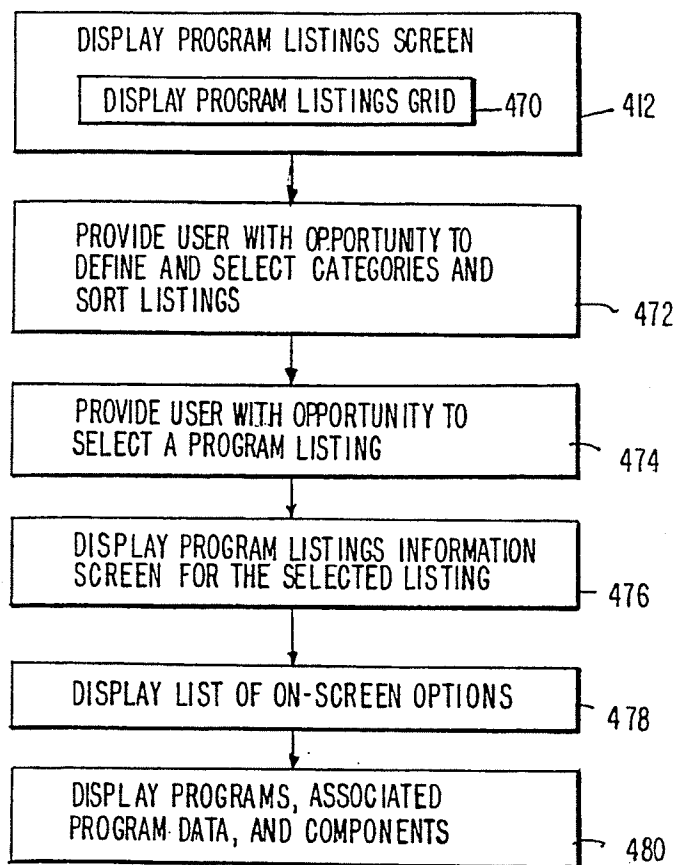 DISPLAY PROGRAM LISTINGS SCREEN
DISPLAY PROGRAM LISTINGS GRID
470
412
PROVIDE USER WITH OPPORTUNITY TO
DEFINE AND SELECT CATEGORIES AND
SORT LISTINGS
472
PROVIDE USER WITH OPPORTUNITY TO
SELECT A PROGRAM LISTING
474
DISPLAY PROGRAM LISTINGS INFORMATION
SCREEN FOR THE SELECTED LISTING
476
DISPLAY LIST OF ON-SCREEN OPTIONS
478
DISPLAY PROGRAMS, ASSOCIATED
PROGRAM DATA, AND COMPONENTS
480